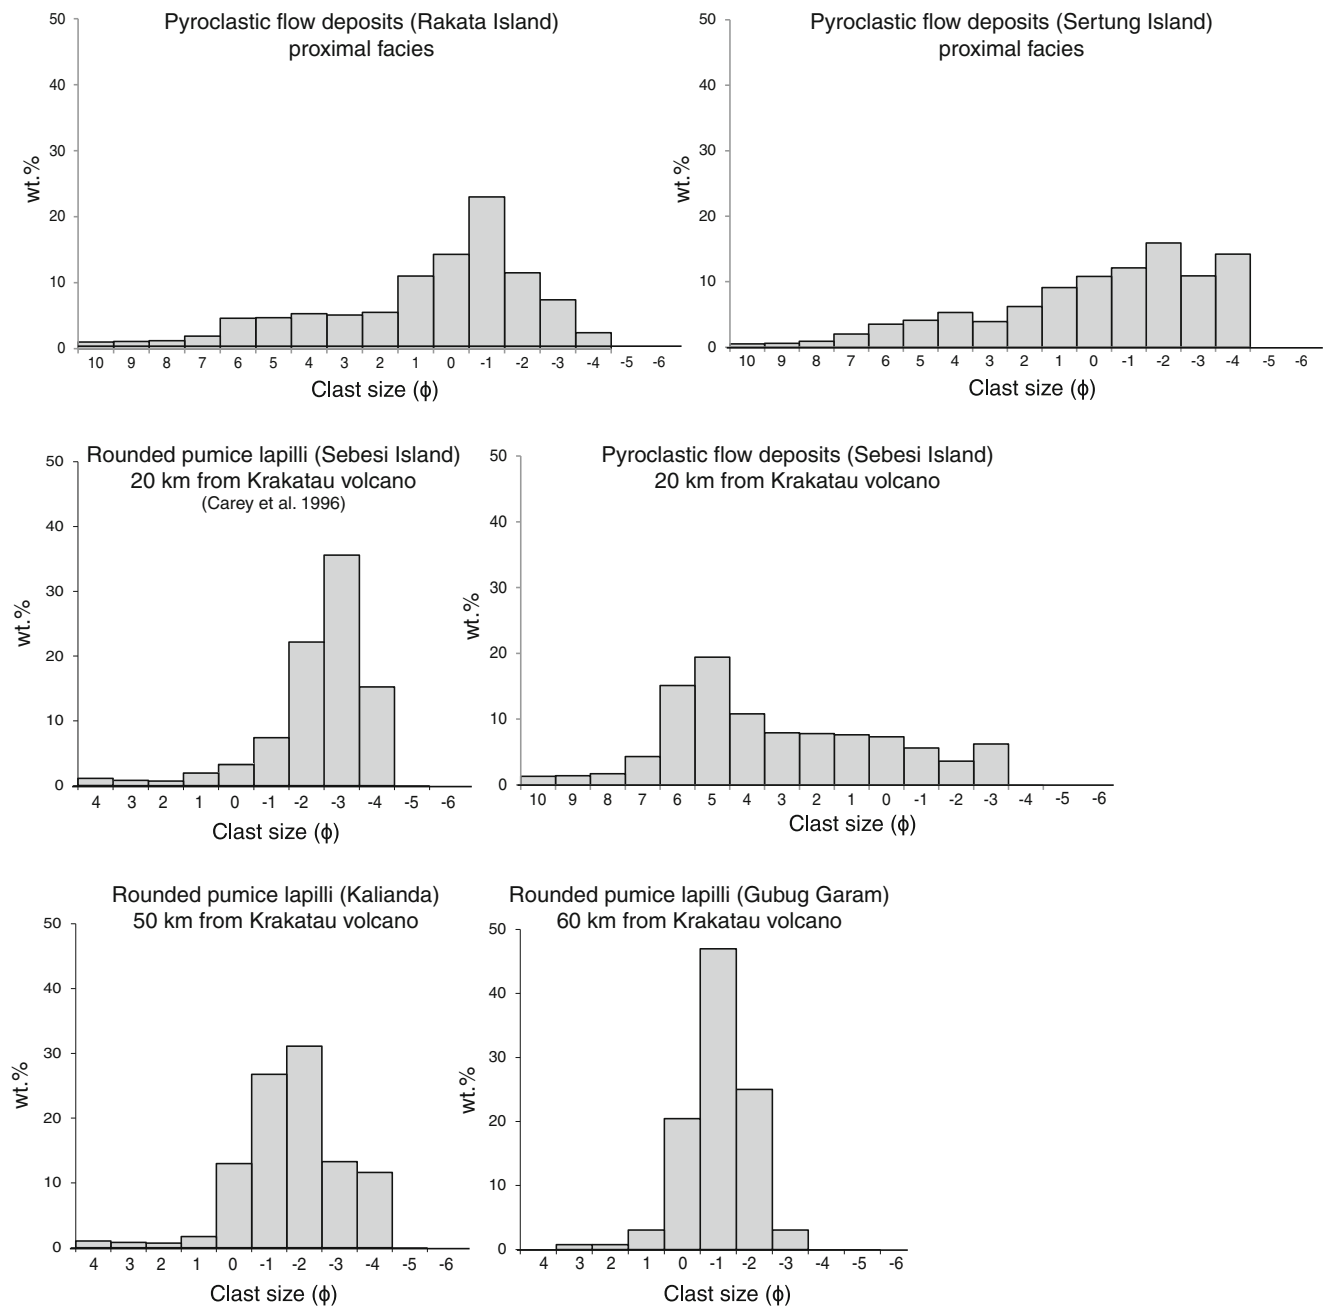 Pyroclastic flow deposits (Rakata Island)
proximal facies
50
40
30
20
10
0
wt.%
10 9 8 7 6 5 4 3 2 1 0 -1 -2 -3 -4 -5 -6
Clast size (ϕ)
Pyroclastic flow deposits (Sertung Island)
proximal facies
50
40
30
20
10
0
wt.%
10 9 8 7 6 5 4 3 2 1 0 -1 -2 -3 -4 -5 -6
Clast size (ϕ)
Rounded pumice lapilli (Sebesi Island)
20 km from Krakatau volcano
(Carey et al. 1996)
50
40
30
20
10
0
wt.%
4 3 2 1 0 -1 -2 -3 -4 -5 -6
Clast size (ϕ)
Pyroclastic flow deposits (Sebesi Island)
20 km from Krakatau volcano
50
40
30
20
10
0
wt.%
10 9 8 7 6 5 4 3 2 1 0 -1 -2 -3 -4 -5 -6
Clast size (ϕ)
Rounded pumice lapilli (Kalianda)
50 km from Krakatau volcano
50
40
30
20
10
0
wt.%
4 3 2 1 0 -1 -2 -3 -4 -5 -6
Clast size (ϕ)
Rounded pumice lapilli (Gubug Garam)
60 km from Krakatau volcano
50
40
30
20
10
0
wt.%
4 3 2 1 0 -1 -2 -3 -4 -5 -6
Clast size (ϕ)